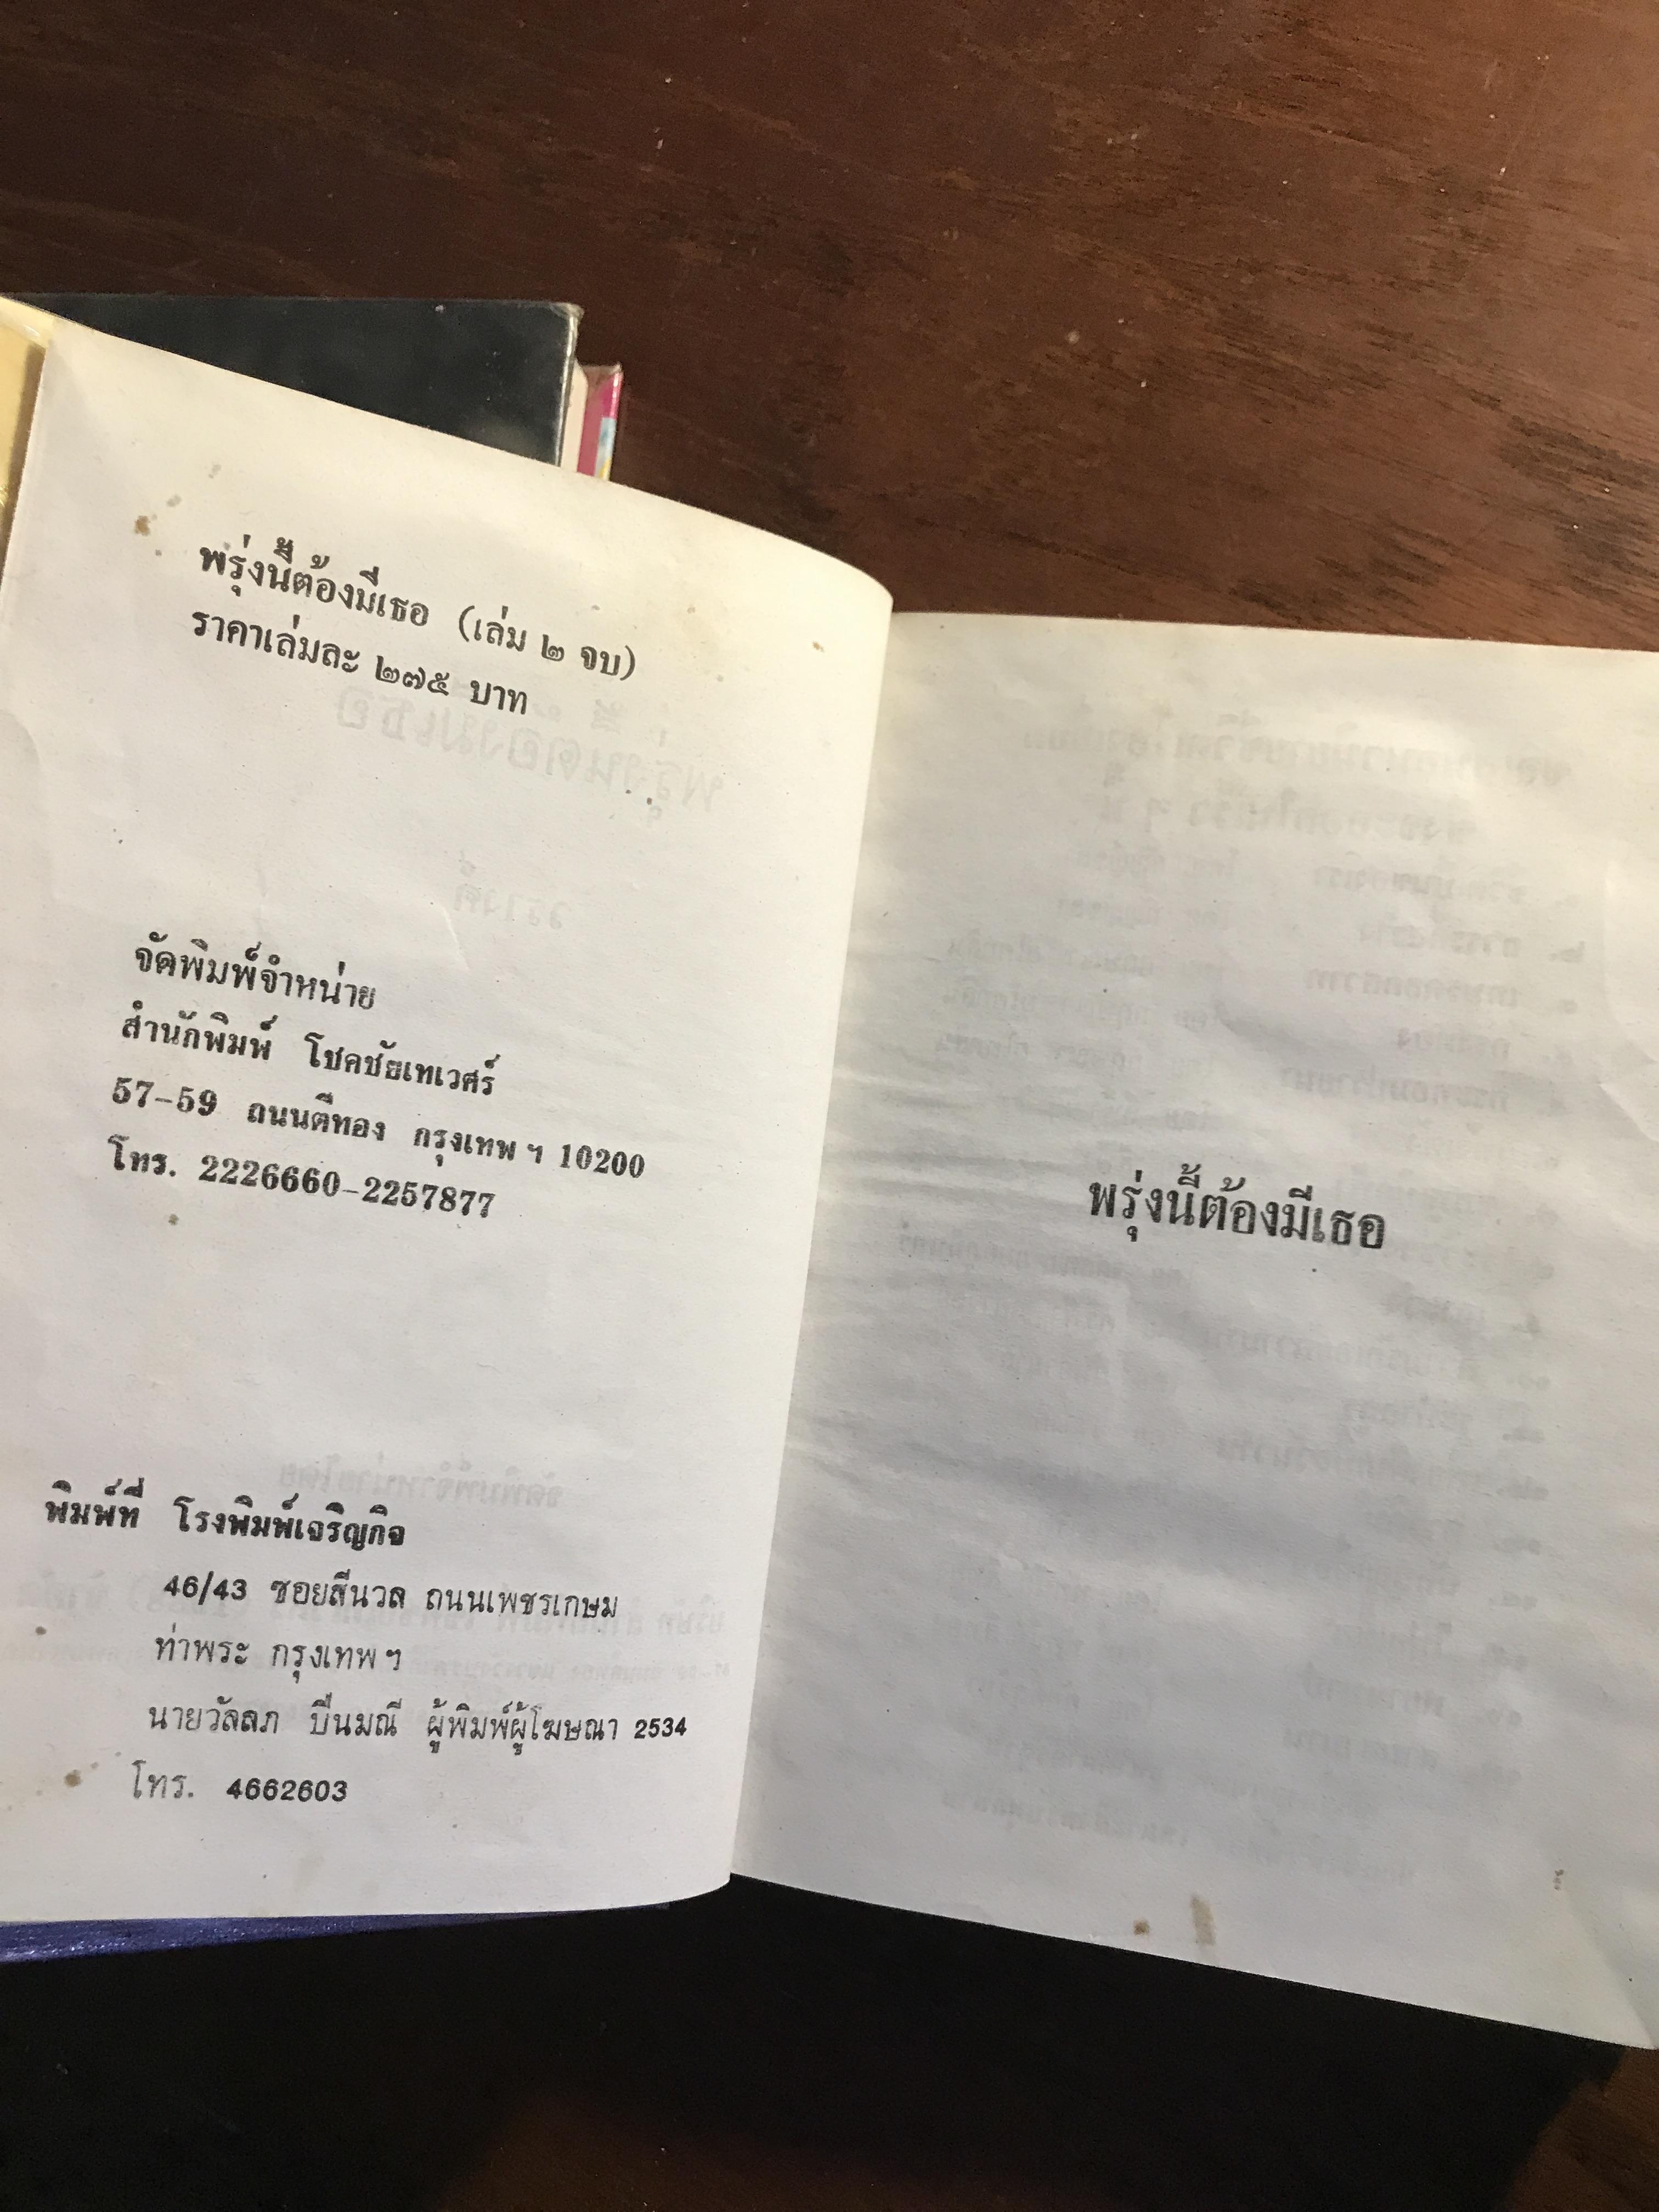 พรุ่งนี้ต้องมีเธอ (เล่ม ๒ จบ)
ราคาเล่มละ ๒๗๕ บาท
จัดพิมพ์จำหน่าย
สำนักพิมพ์ โชคชัยเทเวศร์
57-59 ถนนตีทอง กรุงเทพ ฯ 10200
โทร. 2226660-2257877
พิมพ์ที่ โรงพิมพ์เจริญกิจ
46/43 ซอยสีนวล ถนนเพชรเกษม
ท่าพระ กรุงเทพ ฯ
นายวัลลภ ปิ่นมณี ผู้พิมพ์ผู้โฆษณา 2534
โทร. 4662603
พรุ่งนี้ต้องมีเธอ